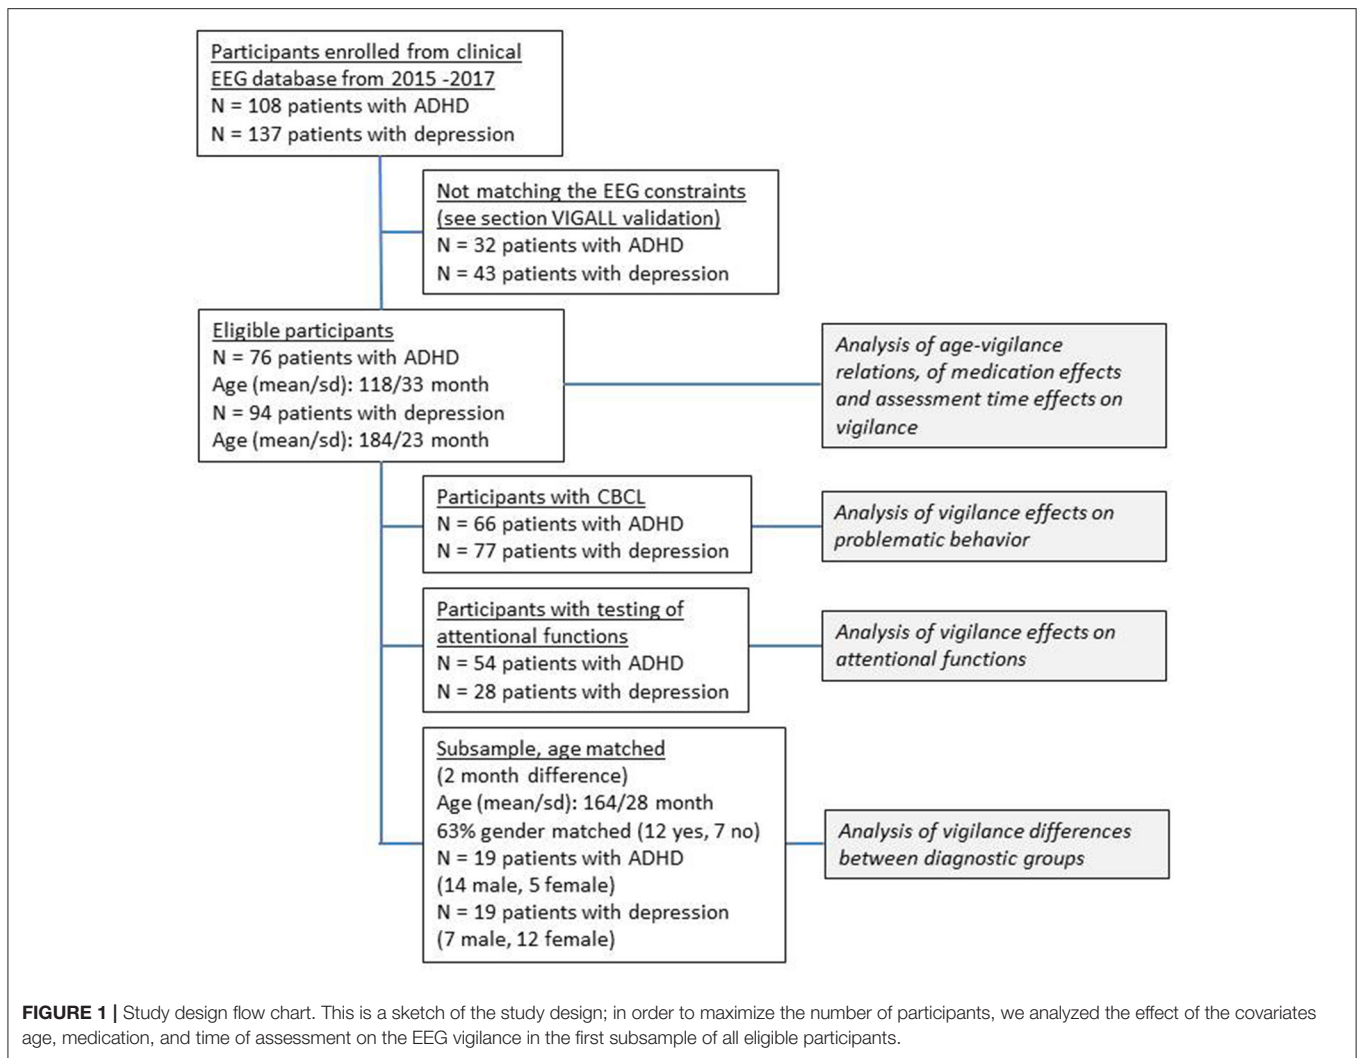 Participants enrolled from clinical
EEG database from 2015 -2017
N = 108 patients with ADHD
N = 137 patients with depression
Not matching the EEG constraints
(see section VIGALL validation)
N = 32 patients with ADHD
N = 43 patients with depression
Eligible participants
N = 76 patients with ADHD
Age (mean/sd): 118/33 month
N = 94 patients with depression
Age (mean/sd): 184/23 month
Analysis of age-vigilance
relations, of medication effects
and assessment time effects on
vigilance
Participants with CBCL
N = 66 patients with ADHD
N = 77 patients with depression
Analysis of vigilance effects on
problematic behavior
Participants with testing of
attentional functions
N = 54 patients with ADHD
N = 28 patients with depression
Analysis of vigilance effects on
attentional functions
Subsample, age matched
(2 month difference)
Age (mean/sd): 164/28 month
63% gender matched (12 yes, 7 no)
N = 19 patients with ADHD
(14 male, 5 female)
N = 19 patients with depression
(7 male, 12 female)
Analysis of vigilance differences
between diagnostic groups
FIGURE 1 | Study design flow chart. This is a sketch of the study design; in order to maximize the number of participants, we analyzed the effect of the covariates
age, medication, and time of assessment on the EEG vigilance in the first subsample of all eligible participants.